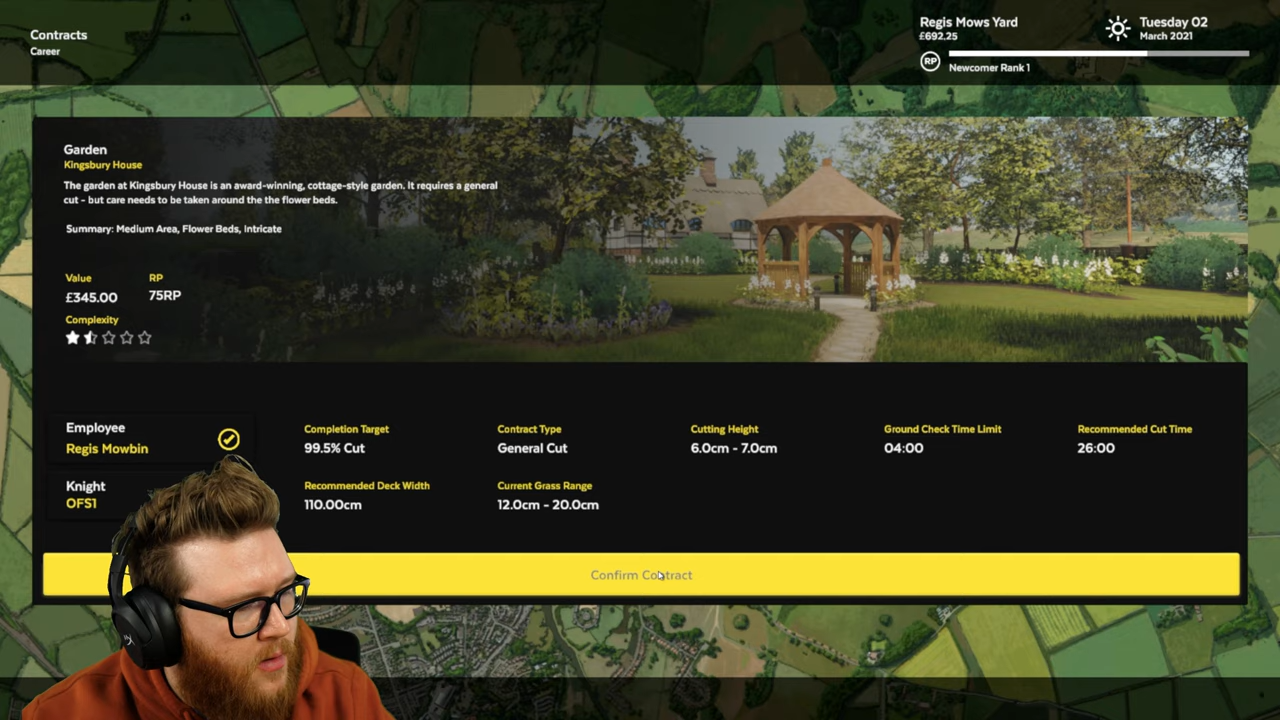 Contracts
Career
Regis Mows Yard
£692.25
Tuesday 02
March 2021
RP
Newcomer Rank 1
Garden
Kingsbury House
The garden at Kingsbury House is an award-winning, cottage-style garden. It requires a general
cut - but care needs to be taken around the the flower beds.
Summary: Medium Area, Flower Beds, Intricate
Value
£345.00
RP
75RP
Complexity
Employee
Regis Mowbin
Completion Target
99.5% Cut
Contract Type
General Cut
Cutting Height
6.0cm - 7.0cm
Ground Check Time Limit
04:00
Recommended Cut Time
26:00
Knight
OFS1
Recommended Deck Width
110.00cm
Current Grass Range
12.0cm - 20.0cm
Confirm Contract